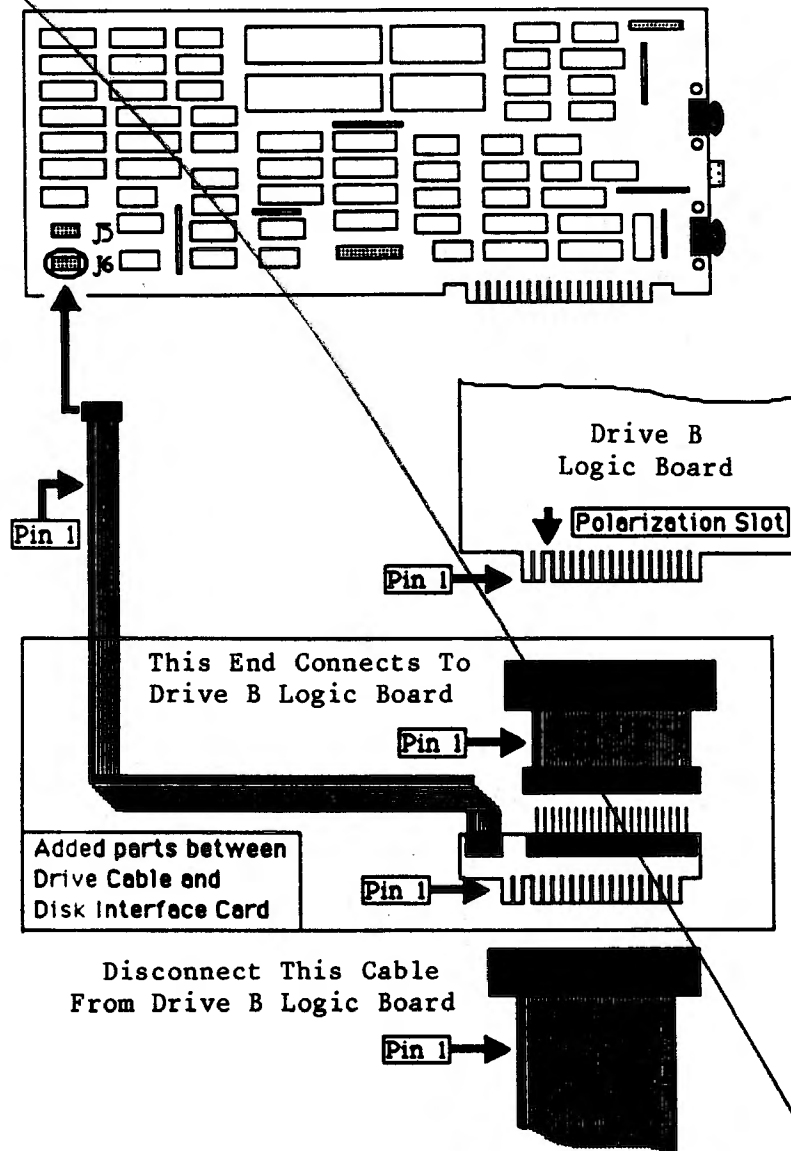 J5
J6
Drive B
Logic Board
Polarization Slot
Pin 1
Pin 1
This End Connects To
Drive B Logic Board
Pin 1
Added parts between
Drive Cable and
Disk Interface Card
Pin 1
Disconnect This Cable
From Drive B Logic Board
Pin 1